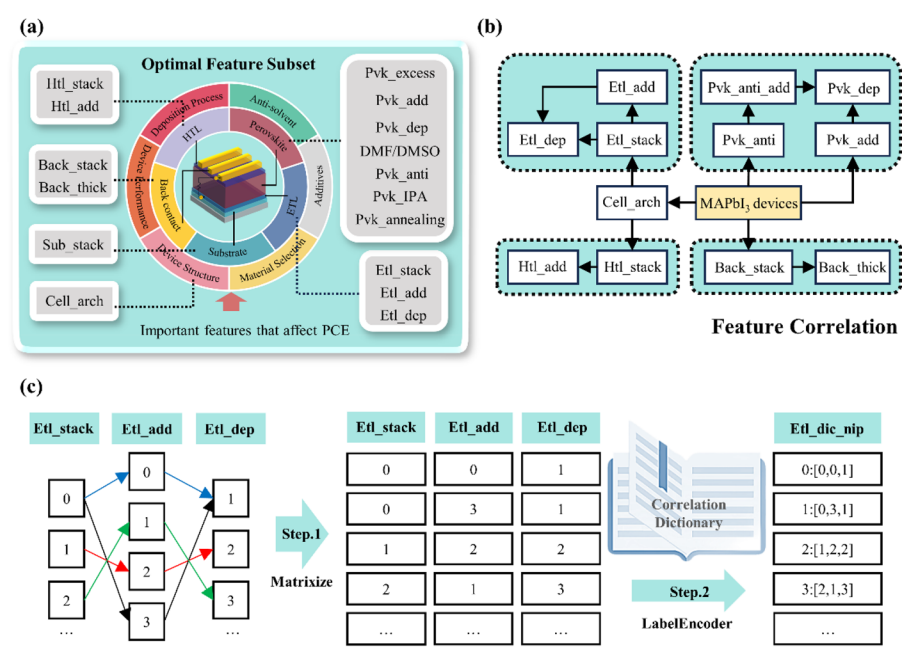 (a)
Optimal Feature Subset
Htl_stack
Htl_add
Back_stack
Back_thick
Sub_stack
Cell_arch
Deposition Process
Anti-solvent
Additives
Material Selection
Device Structure
Device Performance
HTL
Perovskite
ETL
Substrate
Back contact
Pvk_excess
Pvk_add
Pvk_dep
DMF/DMSO
Pvk_anti
Pvk_IPA
Pvk_annealing
Etl_stack
Etl_add
Etl_dep
Important features that affect PCE
(b)
Etl_add
Pvk_anti_add
Pvk_dep
Etl_dep
Etl_stack
Pvk_anti
Pvk_add
Cell_arch
MAPbI3 devices
Htl_add
Htl_stack
Back_stack
Back_thick
Feature Correlation
(c)
Etl_stack
Etl_add
Etl_dep
0
1
2
...
0
1
2
3
1
2
3
...
Step.1
Matrixize
Etl_stack Etl_add Etl_dep
0 0 1
0 3 1
1 2 2
2 1 3
... ... ...
Correlation
Dictionary
Step.2
LabelEncoder
Etl_dic_nip
0:[0,0,1]
1:[0,3,1]
2:[1,2,2]
3:[2,1,3]
...